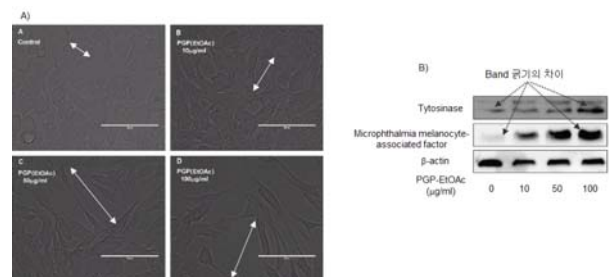 A)
A
Control
B
PGP(EtOAc)
10μg/ml
C
PGP(EtOAc)
50μg/ml
D
PGP(EtOAc)
100μg/ml
B)
Band 굵기의 차이
Tytosinase
Microphthalmia melanocyte-
associated factor
β-actin
PGP-EtOAc
(μg/ml)
0 10 50 100